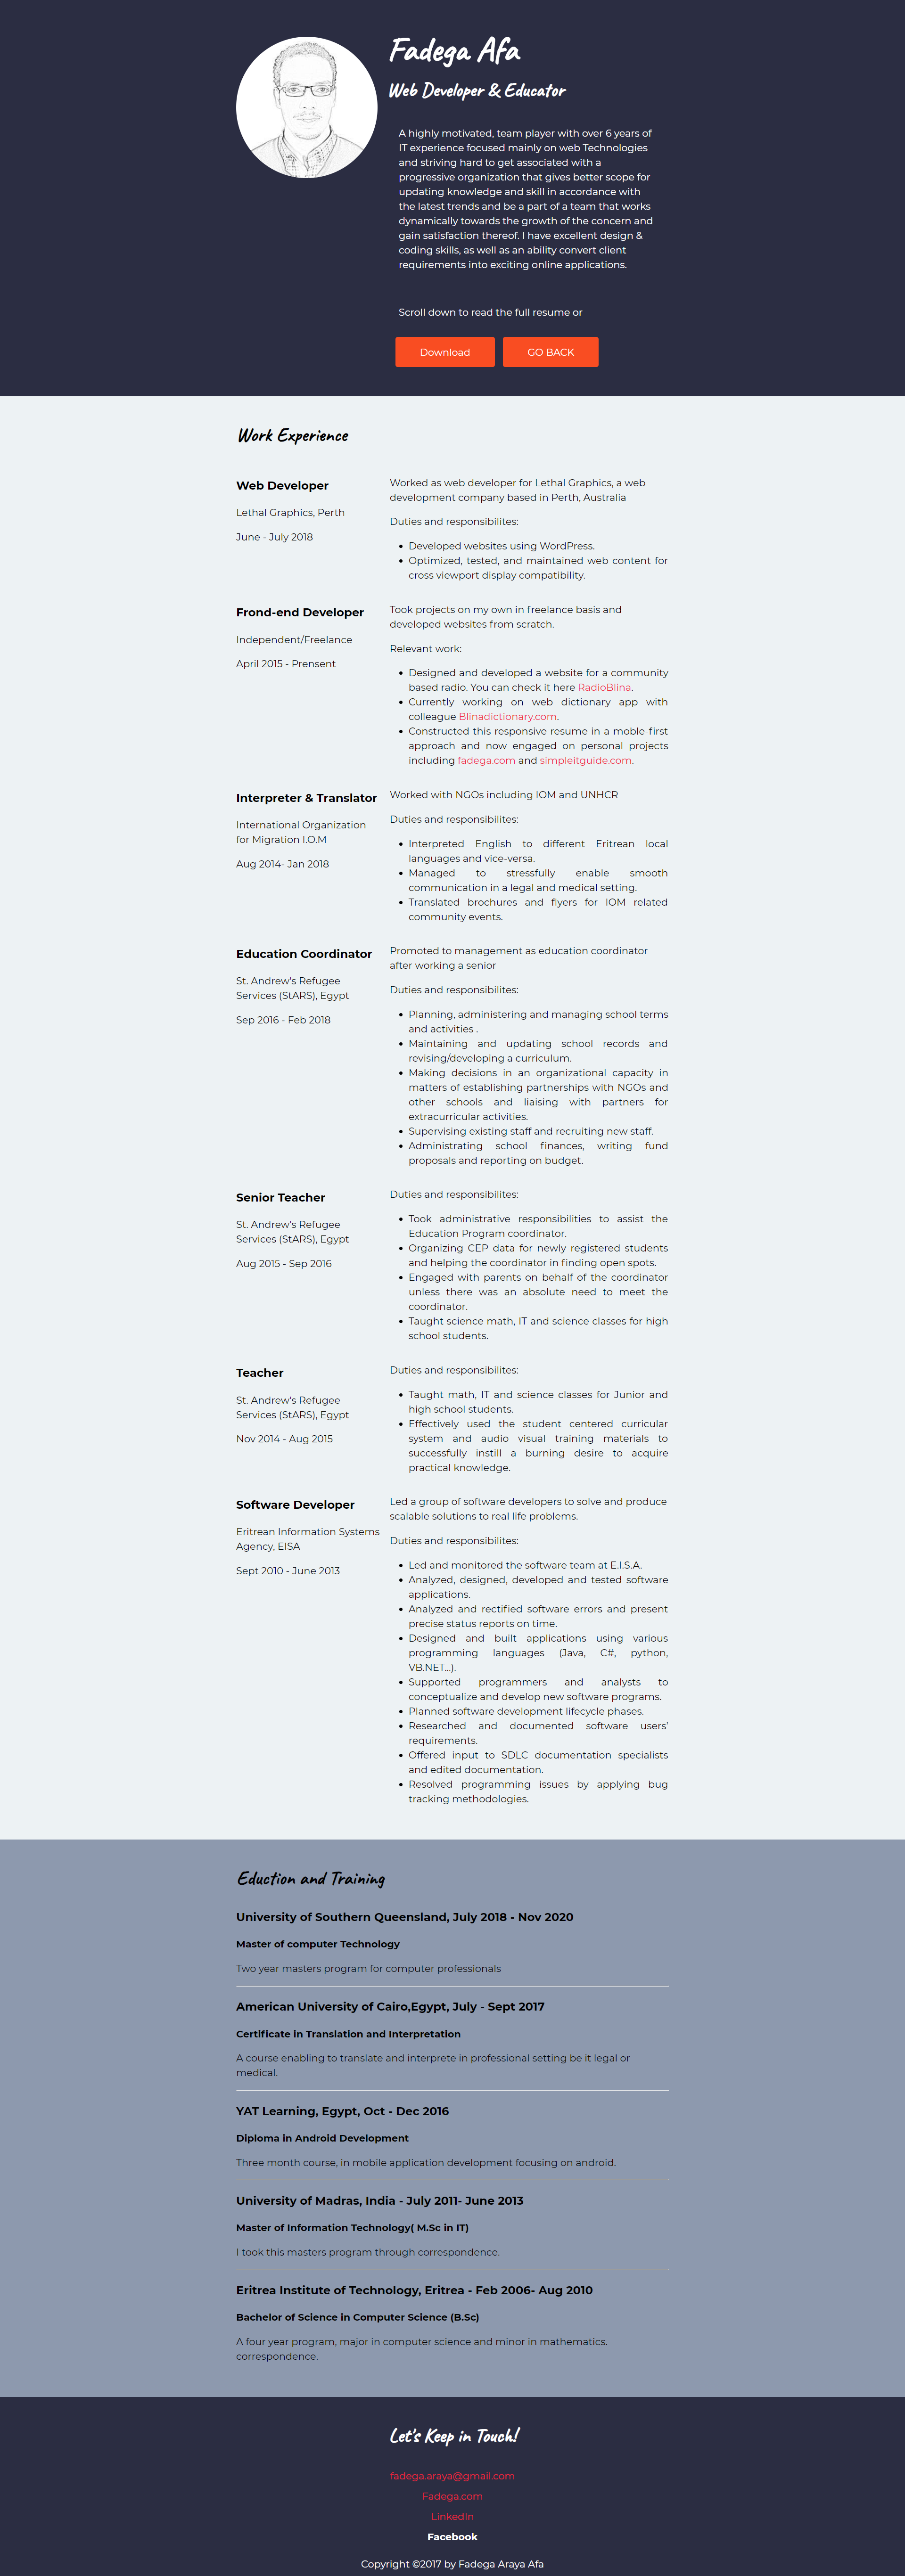 Fadega Afa
Web Developer & Educator
A highly motivated, team player with over 6 years of
IT experience focused mainly on web Technologies
and striving hard to get associated with a
progressive organization that gives better scope for
updating knowledge and skill in accordance with
the latest trends and be a part of a team that works
dynamically towards the growth of the concern and
gain satisfaction thereof. I have excellent design &
coding skills, as well as an ability convert client
requirements into exciting online applications.
Scroll down to read the full resume or
Download
GO BACK
Work Experience
Web Developer
Lethal Graphics, Perth
June - July 2018
Worked as web developer for Lethal Graphics, a web
development company based in Perth, Australia
Duties and responsibilites:
• Developed websites using WordPress.
• Optimized, tested, and maintained web content for
cross viewport display compatibility.
Frond-end Developer
Independent/Freelance
April 2015 - Prensent
Took projects on my own in freelance basis and
developed websites from scratch.
Relevant work:
• Designed and developed a website for a community
based radio. You can check it here RadioBlina.
• Currently working on web dictionary app with
colleague Blinadictionary.com.
• Constructed this responsive resume in a moble-first
approach and now engaged on personal projects
including fadega.com and simpleitguide.com.
Interpreter & Translator
International Organization
for Migration I.O.M
Aug 2014- Jan 2018
Worked with NGOs including IOM and UNHCR
Duties and responsibilites:
• Interpreted English to different Eritrean local
languages and vice-versa.
• Managed to stressfully enable smooth
communication in a legal and medical setting.
• Translated brochures and flyers for IOM related
community events.
Education Coordinator
St. Andrew's Refugee
Services (StARS), Egypt
Sep 2016 - Feb 2018
Promoted to management as education coordinator
after working a senior
Duties and responsibilites:
• Planning, administering and managing school terms
and activities .
• Maintaining and updating school records and
revising/developing a curriculum.
• Making decisions in an organizational capacity in
matters of establishing partnerships with NGOs and
other schools and liaising with partners for
extracurricular activities.
• Supervising existing staff and recruiting new staff.
• Administrating school finances, writing fund
proposals and reporting on budget.
Senior Teacher
St. Andrew's Refugee
Services (StARS), Egypt
Aug 2015 - Sep 2016
Duties and responsibilites:
• Took administrative responsibilities to assist the
Education Program coordinator.
• Organizing CEP data for newly registered students
and helping the coordinator in finding open spots.
• Engaged with parents on behalf of the coordinator
unless there was an absolute need to meet the
coordinator.
• Taught science math, IT and science classes for high
school students.
Teacher
St. Andrew's Refugee
Services (StARS), Egypt
Nov 2014 - Aug 2015
Duties and responsibilites:
• Taught math, IT and science classes for Junior and
high school students.
• Effectively used the student centered curricular
system and audio visual training materials to
successfully instill a burning desire to acquire
practical knowledge.
Software Developer
Eritrean Information Systems
Agency, EISA
Sept 2010 - June 2013
Led a group of software developers to solve and produce
scalable solutions to real life problems.
Duties and responsibilites:
• Led and monitored the software team at E.I.S.A.
• Analyzed, designed, developed and tested software
applications.
• Analyzed and rectified software errors and present
precise status reports on time.
• Designed and built applications using various
programming languages (Java, C#, python,
VB.NET...).
• Supported programmers and analysts to
conceptualize and develop new software programs.
• Planned software development lifecycle phases.
• Researched and documented software users'
requirements.
• Offered input to SDLC documentation specialists
and edited documentation.
• Resolved programming issues by applying bug
tracking methodologies.
Eduction and Training
University of Southern Queensland, July 2018 - Nov 2020
Master of computer Technology
Two year masters program for computer professionals
American University of Cairo,Egypt, July - Sept 2017
Certificate in Translation and Interpretation
A course enabling to translate and interprete in professional setting be it legal or
medical.
YAT Learning, Egypt, Oct - Dec 2016
Diploma in Android Development
Three month course, in mobile application development focusing on android.
University of Madras, India - July 2011- June 2013
Master of Information Technology( M.Sc in IT)
I took this masters program through correspondence.
Eritrea Institute of Technology, Eritrea - Feb 2006- Aug 2010
Bachelor of Science in Computer Science (B.Sc)
A four year program, major in computer science and minor in mathematics.
correspondence.
Let's Keep in Touch!
fadega.araya@gmail.com
Fadega.com
LinkedIn
Facebook
Copyright ©2017 by Fadega Araya Afa